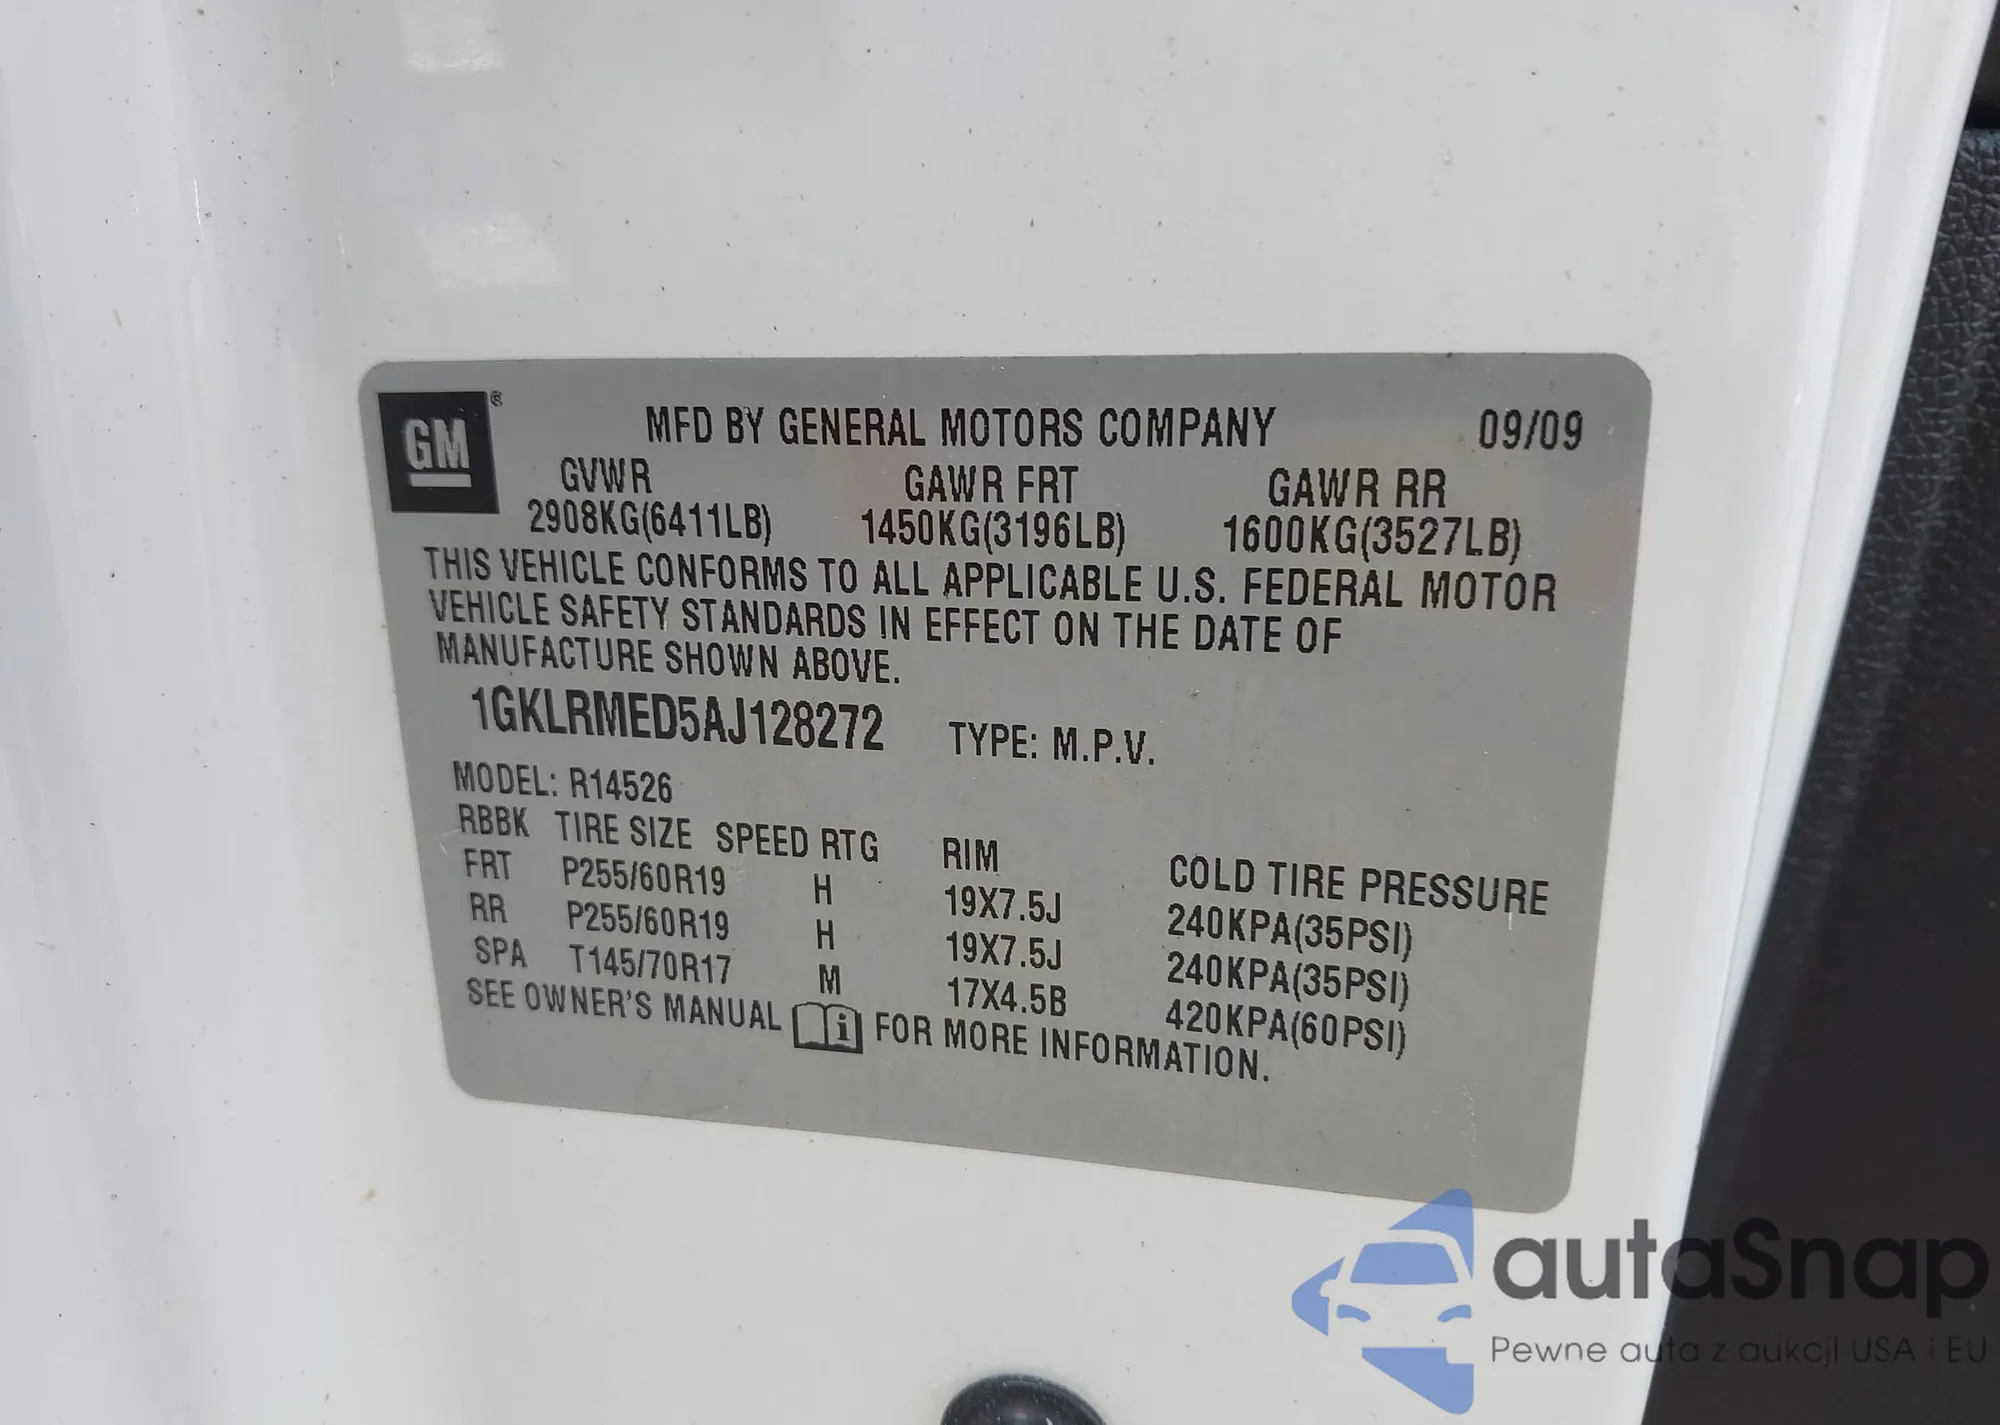 GM ®
MFD BY GENERAL MOTORS COMPANY 09/09
GVWR GAWR FRT GAWR RR
2908KG(6411LB) 1450KG(3196LB) 1600KG(3527LB)
THIS VEHICLE CONFORMS TO ALL APPLICABLE U.S. FEDERAL MOTOR
VEHICLE SAFETY STANDARDS IN EFFECT ON THE DATE OF
MANUFACTURE SHOWN ABOVE.
1GKLRMED5AJ128272 TYPE: M.P.V.
MODEL: R14526
RBBK TIRE SIZE SPEED RTG RIM COLD TIRE PRESSURE
FRT P255/60R19 H 19X7.5J 240KPA(35PSI)
RR P255/60R19 H 19X7.5J 240KPA(35PSI)
SPA T145/70R17 M 17X4.5B 420KPA(60PSI)
SEE OWNER'S MANUAL i FOR MORE INFORMATION.
autaSnap
Pewne auta z aukcji USA i EU